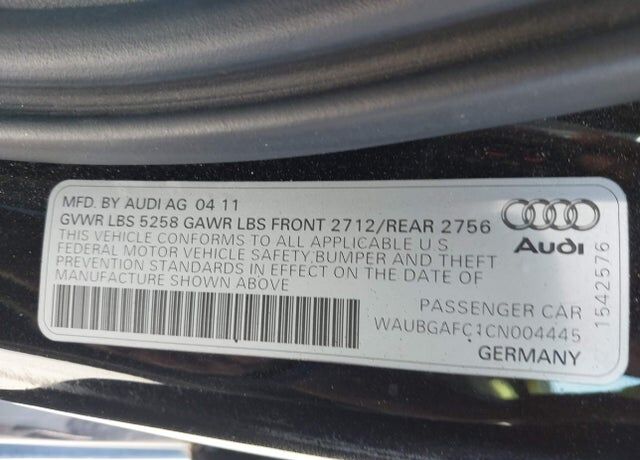 MFD. BY AUDI AG 04 11
GVWR LBS 5258 GAWR LBS FRONT 2712/REAR 2756
THIS VEHICLE CONFORMS TO ALL APPLICABLE U S
FEDERAL MOTOR VEHICLE SAFETY,BUMPER AND THEFT
PREVENTION STANDARDS IN EFFECT ON THE DATE OF
MANUFACTURE SHOWN ABOVE
Audi
PASSENGER CAR
WAUBGAFC1CN004445
GERMANY
1542576